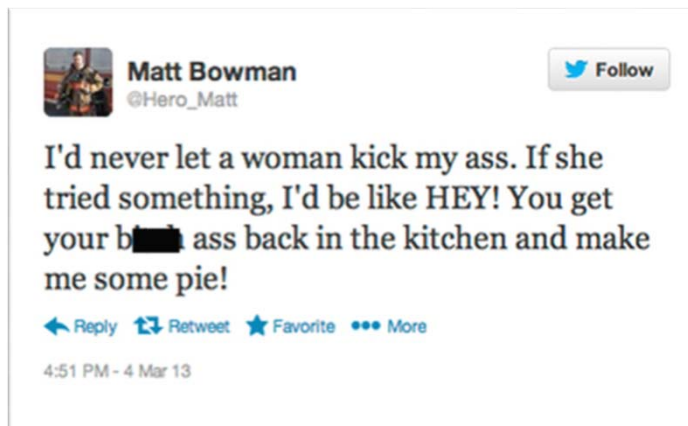 Matt Bowman
@Hero_Matt
Follow
I'd never let a woman kick my ass. If she
tried something, I'd be like HEY! You get
your ass back in the kitchen and make
me some pie!
Reply Retweet Favorite More
4:51 PM - 4 Mar 13